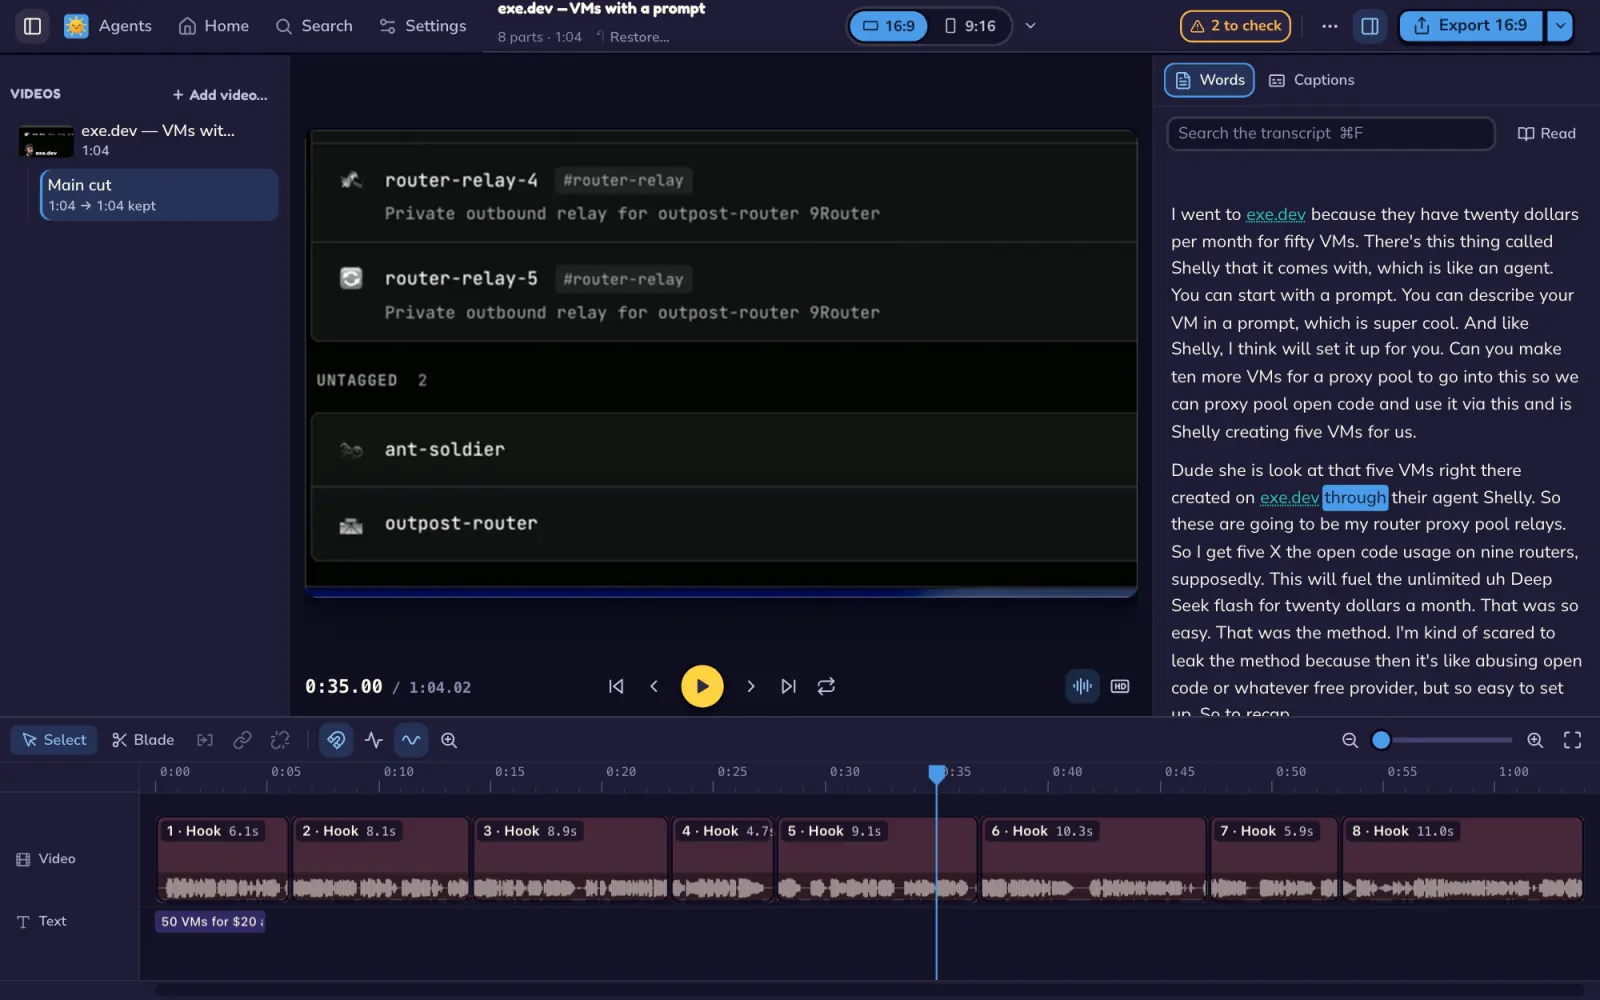 Agents
Home
Search
Settings
exe.dev — VMs with a prompt
8 parts · 1:04
Restore...
16:9
9:16
2 to check
Export 16:9
VIDEOS
+ Add video...
exe.dev — VMs wit...
1:04
Main cut
1:04 → 1:04 kept
router-relay-4 #router-relay
Private outbound relay for outpost-router 9Router
router-relay-5 #router-relay
Private outbound relay for outpost-router 9Router
UNTAGGED 2
ant-soldier
outpost-router
0:35.00 / 1:04.02
HD
Words
Captions
Search the transcript ⌘F
Read
I went to exe.dev because they have twenty dollars
per month for fifty VMs. There's this thing called
Shelly that it comes with, which is like an agent.
You can start with a prompt. You can describe your
VM in a prompt, which is super cool. And like
Shelly, I think will set it up for you. Can you make
ten more VMs for a proxy pool to go into this so we
can proxy pool open code and use it via this and is
Shelly creating five VMs for us.
Dude she is look at that five VMs right there
created on exe.dev through their agent Shelly. So
these are going to be my router proxy pool relays.
So I get five X the open code usage on nine routers,
supposedly. This will fuel the unlimited uh Deep
Seek flash for twenty dollars a month. That was so
easy. That was the method. I'm kind of scared to
leak the method because then it's like abusing open
code or whatever free provider, but so easy to set
up. So to recap
Select
Blade
0:00 0:05 0:10 0:15 0:20 0:25 0:30 0:35 0:40 0:45 0:50 0:55 1:00
Video
1 · Hook 6.1s
2 · Hook 8.1s
3 · Hook 8.9s
4 · Hook 4.7s
5 · Hook 9.1s
6 · Hook 10.3s
7 · Hook 5.9s
8 · Hook 11.0s
Text
50 VMs for $20